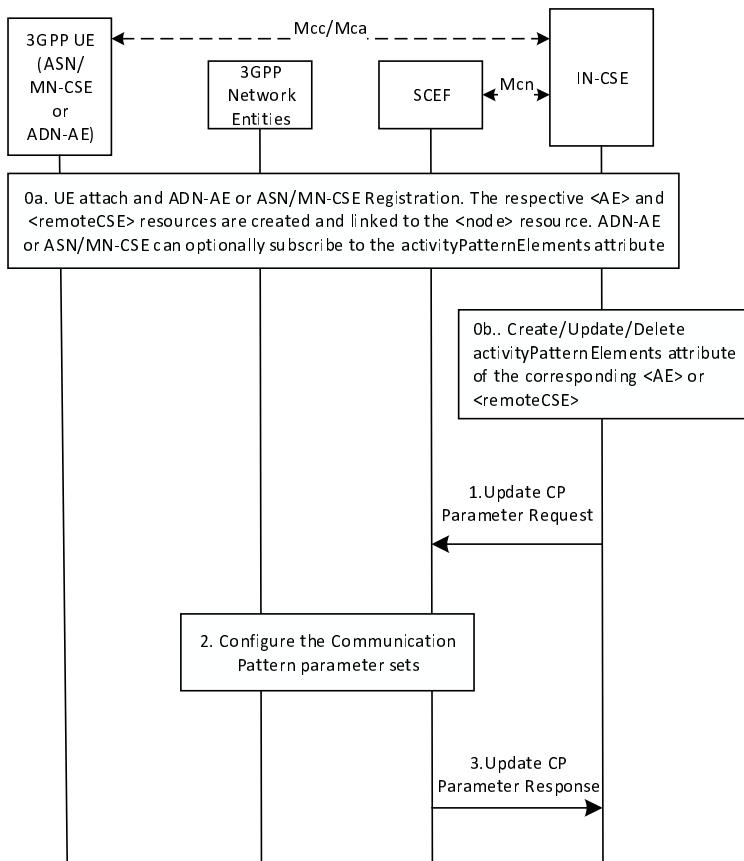 Mcc/Mca
3GPP UE
(ASN/
MN-CSE
or
ADN-AE)
3GPP
Network
Entities
SCEF
Mcn
IN-CSE
0a. UE attach and ADN-AE or ASN/MN-CSE Registration. The respective <AE> and
<remoteCSE> resources are created and linked to the <node> resource. ADN-AE
or ASN/MN-CSE can optionally subscribe to the activityPatternElements attribute
0b.. Create/Update/Delete
activityPatternElements attribute
of the corresponding <AE> or
<remoteCSE>
1.Update CP
Parameter Request
2. Configure the Communication
Pattern parameter sets
3.Update CP
Parameter Response